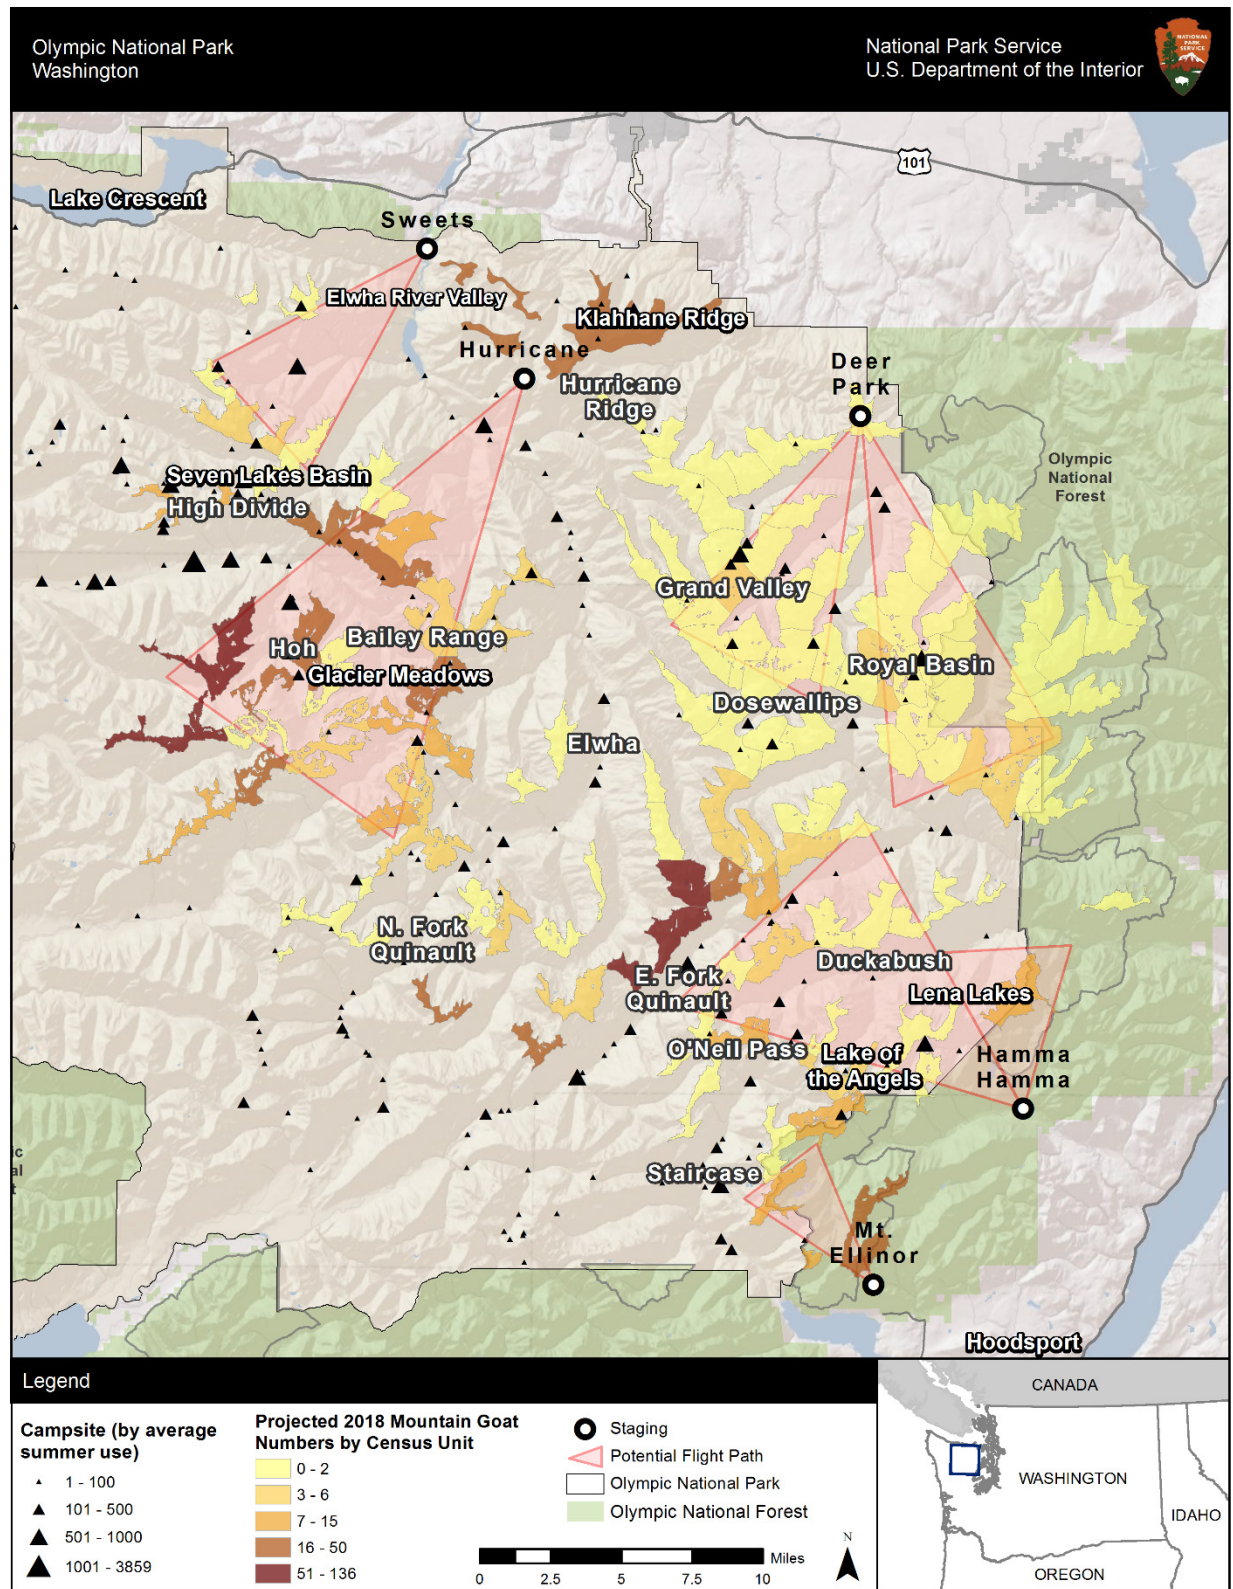 Olympic National Park
Washington
National Park Service
U.S. Department of the Interior
NATIONAL
PARK
SERVICE
101
Lake Crescent
Sweets
Elwha River Valley
Klahhane Ridge
Hurricane
Hurricane
Ridge
Deer
Park
Olympic
National
Forest
Seven Lakes Basin
High Divide
Grand Valley
Bailey Range
Hoh
Glacier Meadows
Royal Basin
Dosewallips
Elwha
N. Fork
Quinault
E. Fork
Quinault
Duckabush
Lena Lakes
O'Neil Pass
Lake of
the Angels
Hamma
Hamma
ic
al
t
Staircase
Mt.
Ellinor
Hoodsport
Legend
Campsite (by average
summer use)
1 - 100
101 - 500
501 - 1000
1001 - 3859
Projected 2018 Mountain Goat
Numbers by Census Unit
0 - 2
3 - 6
7 - 15
16 - 50
51 - 136
Staging
Potential Flight Path
Olympic National Park
Olympic National Forest
0 2.5 5 7.5 10 Miles
N
CANADA
WASHINGTON
IDAHO
OREGON